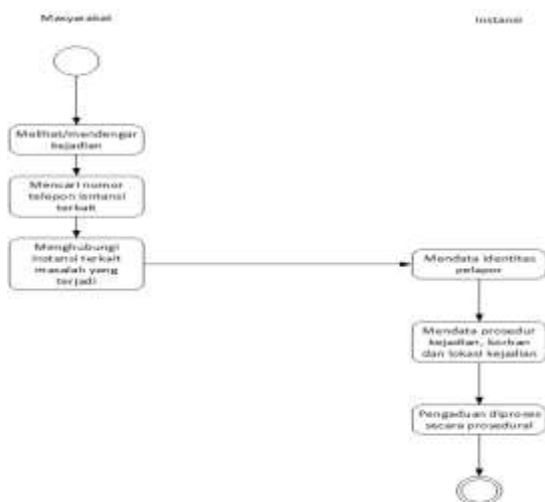 Masyarakat
Instansi
Melihat/mendengar
kejadian
Mencari nomor
telepon isntansi
terkait
Menghubungi
instansi terkait
masalah yang
terjadi
Mendata identitas
pelapor
Mendata prosedur
kejadian, korban
dan lokasi kejadian
Pengaduan diproses
secara prosedural